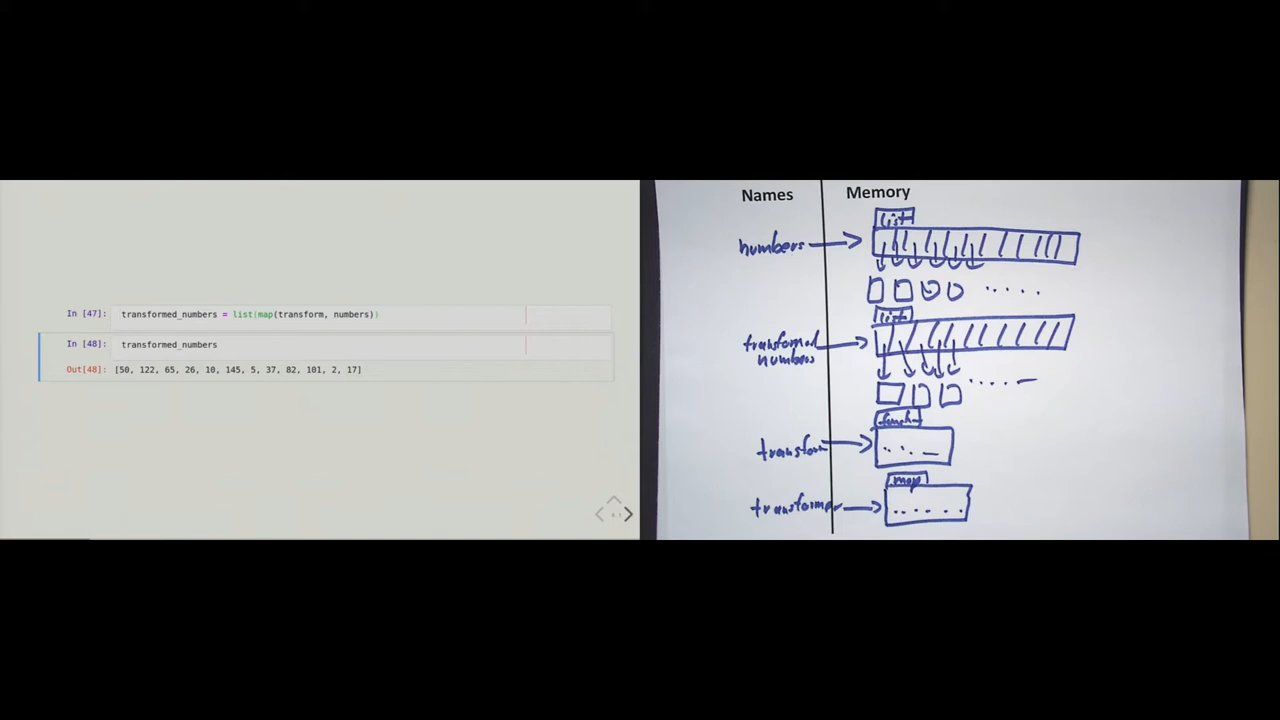 In [47]: transformed_numbers = list(map(transform, numbers))
In [48]: transformed_numbers
Out[48]: [50, 122, 65, 26, 10, 145, 5, 37, 82, 101, 2, 17]
Names Memory
list
numbers
list
transformed
numbers
transform
map
transformer